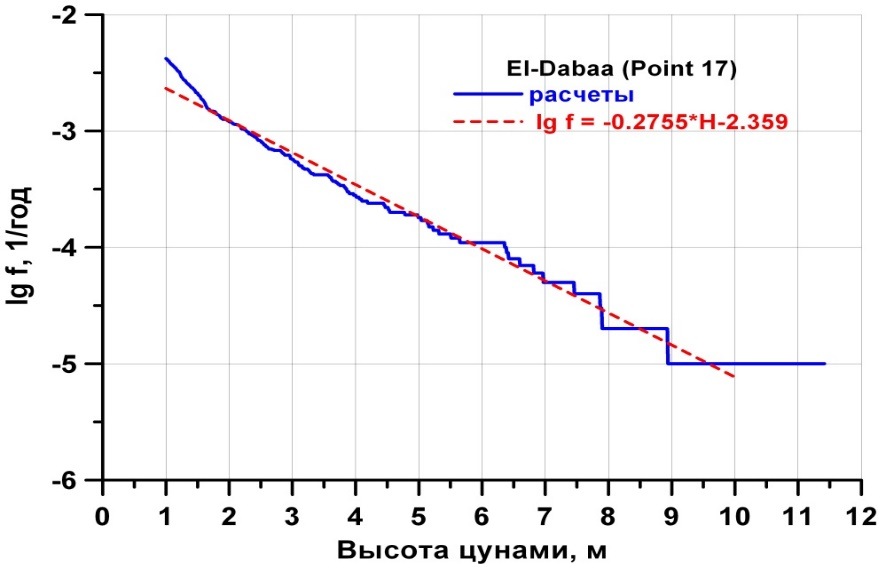 -2
-3
-4
-5
-6
lg f, 1/год
El-Dabaa (Point 17)
расчеты
lg f = -0.2755*H-2.359
0 1 2 3 4 5 6 7 8 9 10 11 12
Высота цунами, м